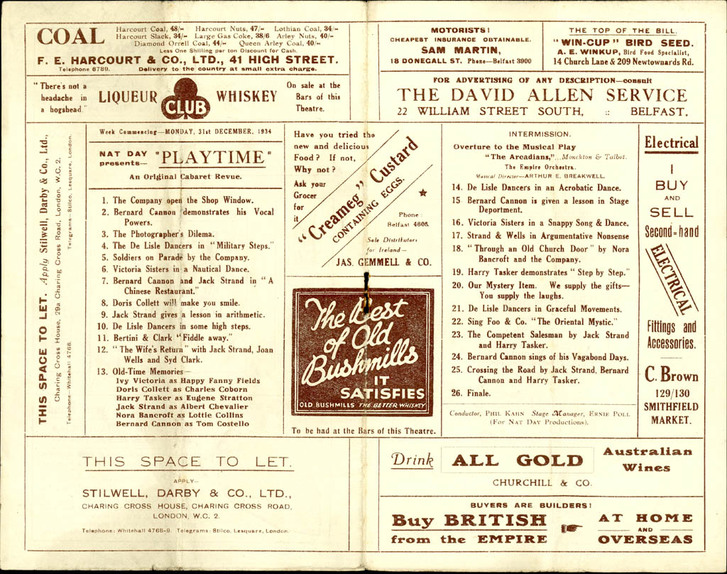 COAL
Harcourt Coal, 48/- Harcourt Nuts, 47/- Lothian Coal, 34/-
Harcourt Slack, 34/- Large Gas Coke, 38/6 Arley Nuts, 40/-
Diamond Orrell Coal, 44/- Queen Arley Coal, 40/-
Less One Shilling per ton Discount for Cash.
F. E. HARCOURT & CO., LTD., 41 HIGH STREET.
Telephone 6799. Delivery to the country at small extra charge.
"There's not a
headache in
a hogshead"
LIQUEUR CLUB WHISKEY
On sale at the
Bars of this
Theatre.
THIS SPACE TO LET. Apply Stilwell, Darby & Co., Ltd.,
Charing Cross House, 29a Charing Cross Road, London, W.C. 2.
Telephone Whitehall 4768. Telegrams. Stilco, Lesquare, London.
Week Commencing—MONDAY, 31st DECEMBER, 1934
NAT DAY
presents—
"PLAYTIME"
An Original Cabaret Revue.
1. The Company open the Shop Window.
2. Bernard Cannon demonstrates his Vocal
Powers.
3. The Photographer's Dilema.
4. The De Lisle Dancers in "Military Steps."
5. Soldiers on Parade by the Company.
6. Victoria Sisters in a Nautical Dance.
7. Bernard Cannon and Jack Strand in "A
Chinese Restaurant."
8. Doris Collett will make you smile.
9. Jack Strand gives a lesson in arithmetic.
10. De Lisle Dancers in some high steps.
11. Bertini & Clark "Fiddle away."
12. "The Wife's Return" with Jack Strand, Joan
Wells and Syd Clark.
13. Old-Time Memories—
Ivy Victoria as Happy Fanny Fields
Doris Collett as Charles Coborn
Harry Tasker as Eugene Stratton
Jack Strand as Albert Chevalier
Nora Bancroft as Lottie Collins
Bernard Cannon as Tom Costello
Have you tried the
new and delicious
Food ? If not,
Why not ?
Ask your
Grocer
for
it
"Creameg" Custard
CONTAINING EGGS.
Phone
Belfast 4606.
Sole Distributors
for Ireland—
JAS. GEMMELL & CO.
The Best
of Old
Bushmills
IT
SATISFIES
OLD BUSHMILLS THE BETTER WHISKY
To be had at the Bars of this Theatre.
THIS SPACE TO LET.
APPLY—
STILWELL, DARBY & CO., LTD.,
CHARING CROSS HOUSE, CHARING CROSS ROAD,
LONDON, W.C. 2.
Telephone, Whitehall 4768-9. Telegrams. Stilco, Lesquare, London
MOTORISTS!
CHEAPEST INSURANCE OBTAINABLE.
SAM MARTIN,
18 DONEGALL ST. Phone—Belfast 3900
THE TOP OF THE BILL.
"WIN-CUP" BIRD SEED.
A. E. WINKUP, Bird Food Specialist,
14 Church Lane & 209 Newtownards Rd.
FOR ADVERTISING OF ANY DESCRIPTION—consult
THE DAVID ALLEN SERVICE
22 WILLIAM STREET SOUTH, :: BELFAST.
INTERMISSION.
Overture to the Musical Play
"The Arcadians,"...Monckton & Talbot.
The Empire Orchestra.
Musical Director—ARTHUR E. BREAKWELL.
14. De Lisle Dancers in an Acrobatic Dance.
15 Bernard Cannon is given a lesson in Stage
Deportment.
16. Victoria Sisters in a Snappy Song & Dance.
17. Strand & Wells in Argumentative Nonsense
18. "Through an Old Church Door" by Nora
Bancroft and the Company.
19. Harry Tasker demonstrates "Step by Step."
20. Our Mystery Item. We supply the gifts—
You supply the laughs.
21. De Lisle Dancers in Graceful Movements.
22. Sing Foo & Co. "The Oriental Mystic."
23. The Competent Salesman by Jack Strand
and Harry Tasker.
24. Bernard Cannon sings of his Vagabond Days.
25. Crossing the Road by Jack Strand, Bernard
Cannon and Harry Tasker.
26. Finale.
Conductor, PHIL KAHN Stage Manager, ERNIE POLL
(For NAT DAY Productions).
Electrical
I
BUY
AND
SELL
Second-hand
ELECTRICAL
Fittings and
Accessories.
C. Brown
129/130
SMITHFIELD
MARKET.
Drink ALL GOLD Australian
Wines
CHURCHILL & CO.
BUYERS ARE BUILDERS!
Buy BRITISH
from the EMPIRE
AT HOME
AND
OVERSEAS